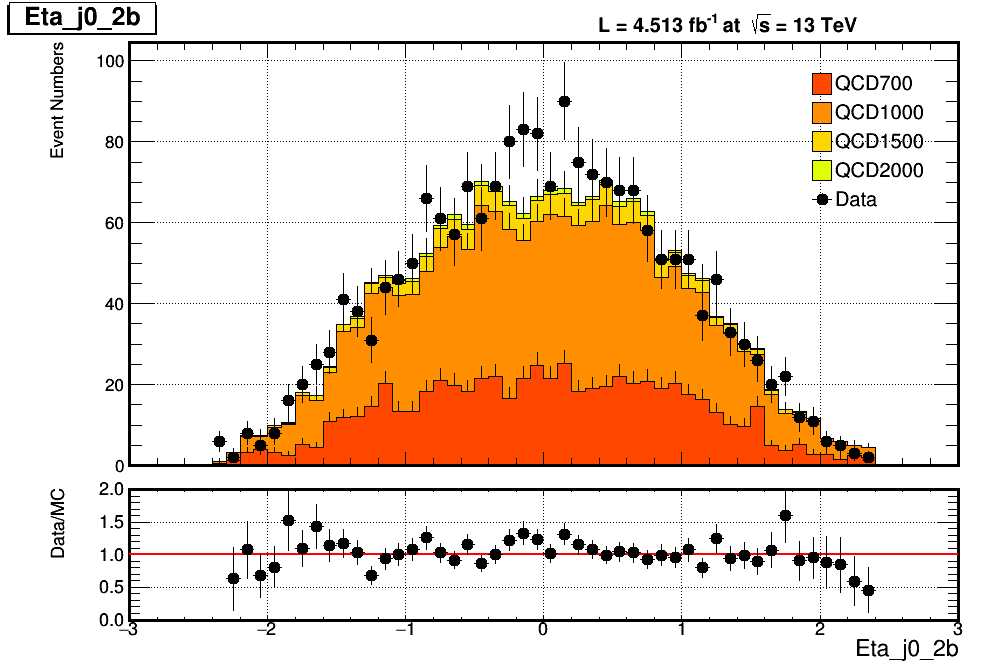 Eta_j0_2b
L = 4.513 fb⁻¹ at √s = 13 TeV
Event Numbers
100
80
60
40
20
0
QCD700
QCD1000
QCD1500
QCD2000
Data
Data/MC
2.0
1.5
1.0
0.5
0.0
−3 −2 −1 0 1 2 3
Eta_j0_2b